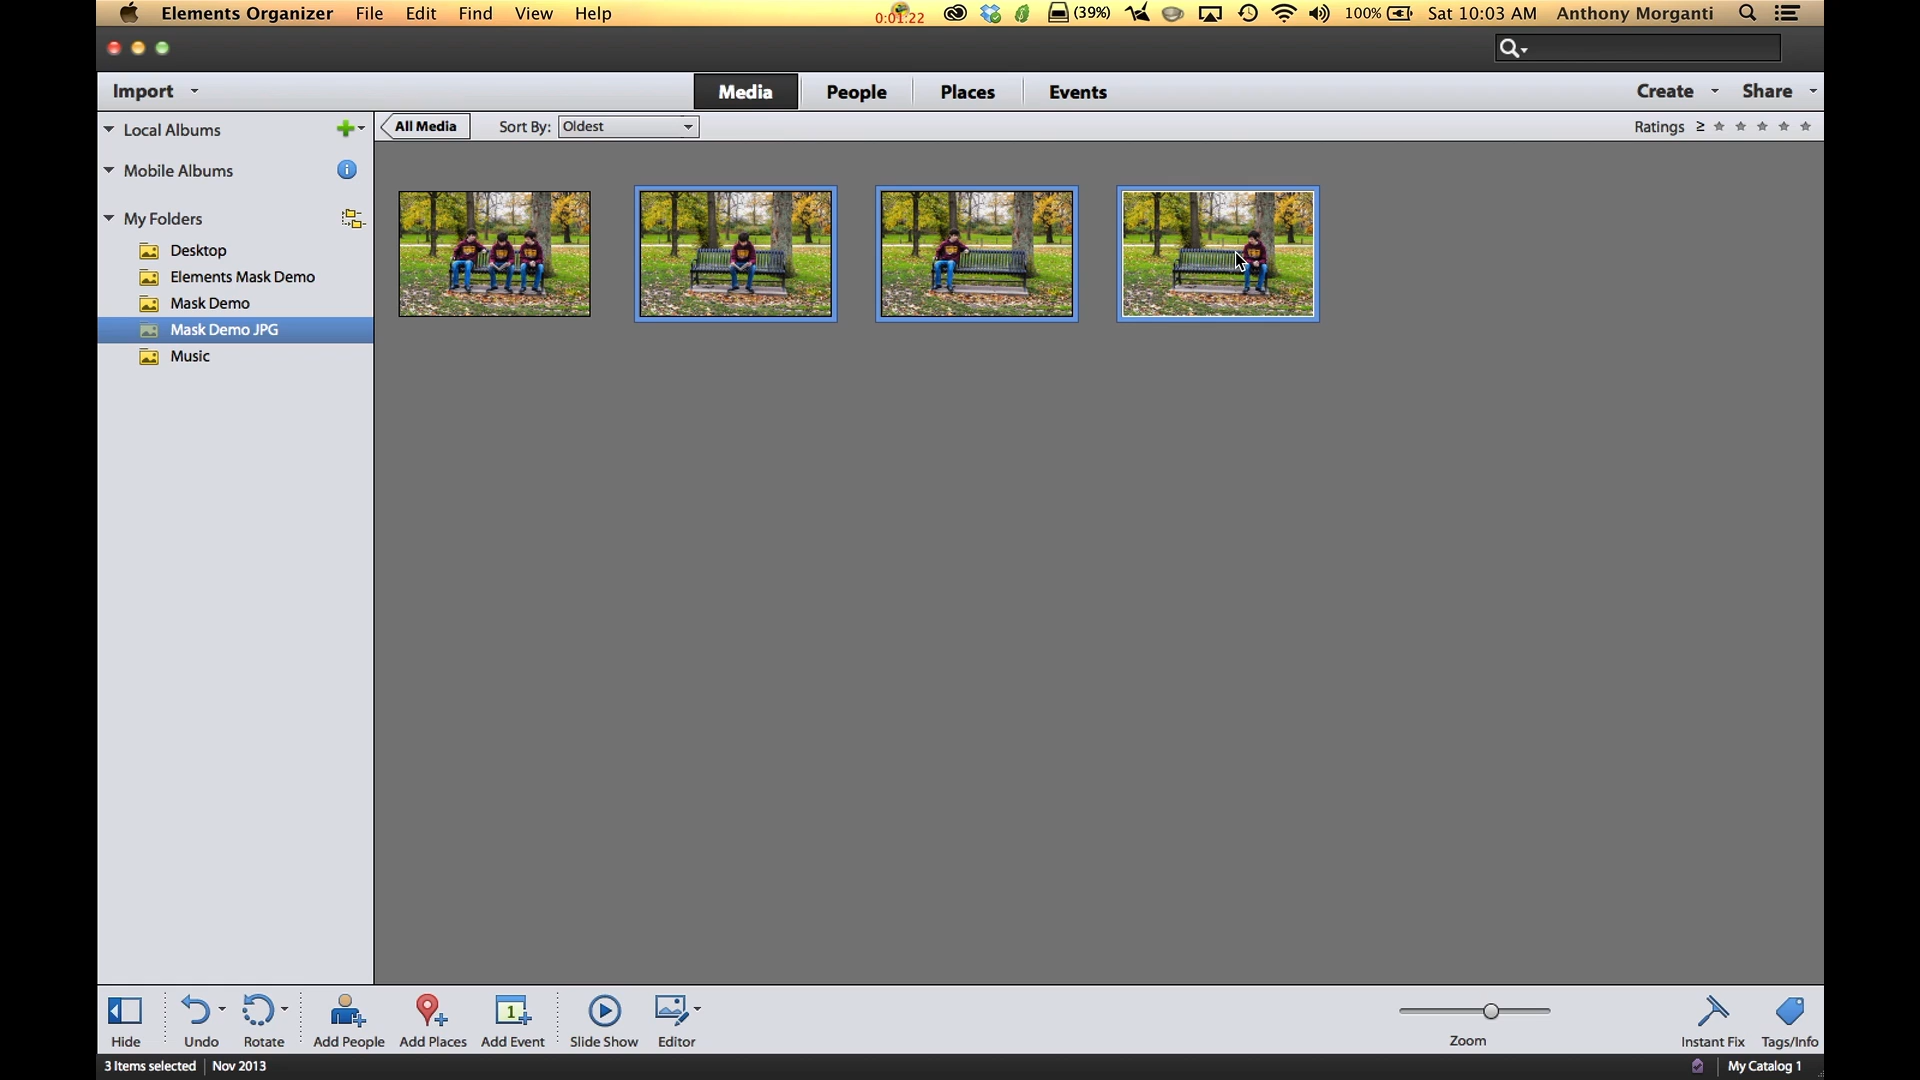 Elements Organizer File Edit Find View Help 0:01:22 (39%) 100% Sat 10:03 AM Anthony Morganti
Import Media People Places Events Create Share
Local Albums All Media Sort By: Oldest Ratings ≥
Mobile Albums
My Folders
Desktop
Elements Mask Demo
Mask Demo
Mask Demo JPG
Music
Hide Undo Rotate Add People Add Places 1 Add Event Slide Show Editor Zoom Instant Fix Tags/Info
3 Items selected Nov 2013 My Catalog 1